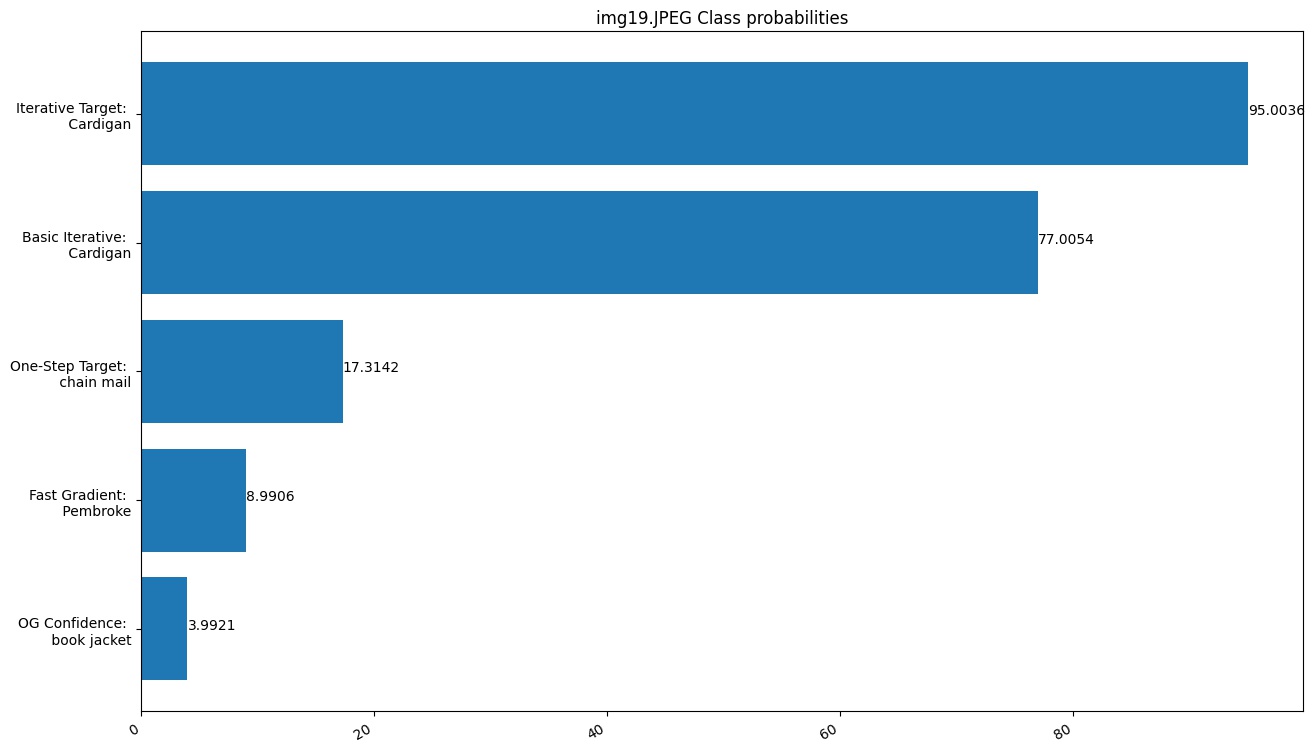 img19.JPEG Class probabilities
Iterative Target:
Cardigan
95.0036
Basic Iterative:
Cardigan
77.0054
One-Step Target:
chain mail
17.3142
Fast Gradient:
Pembroke
8.9906
OG Confidence:
book jacket
3.9921
0 20 40 60 80